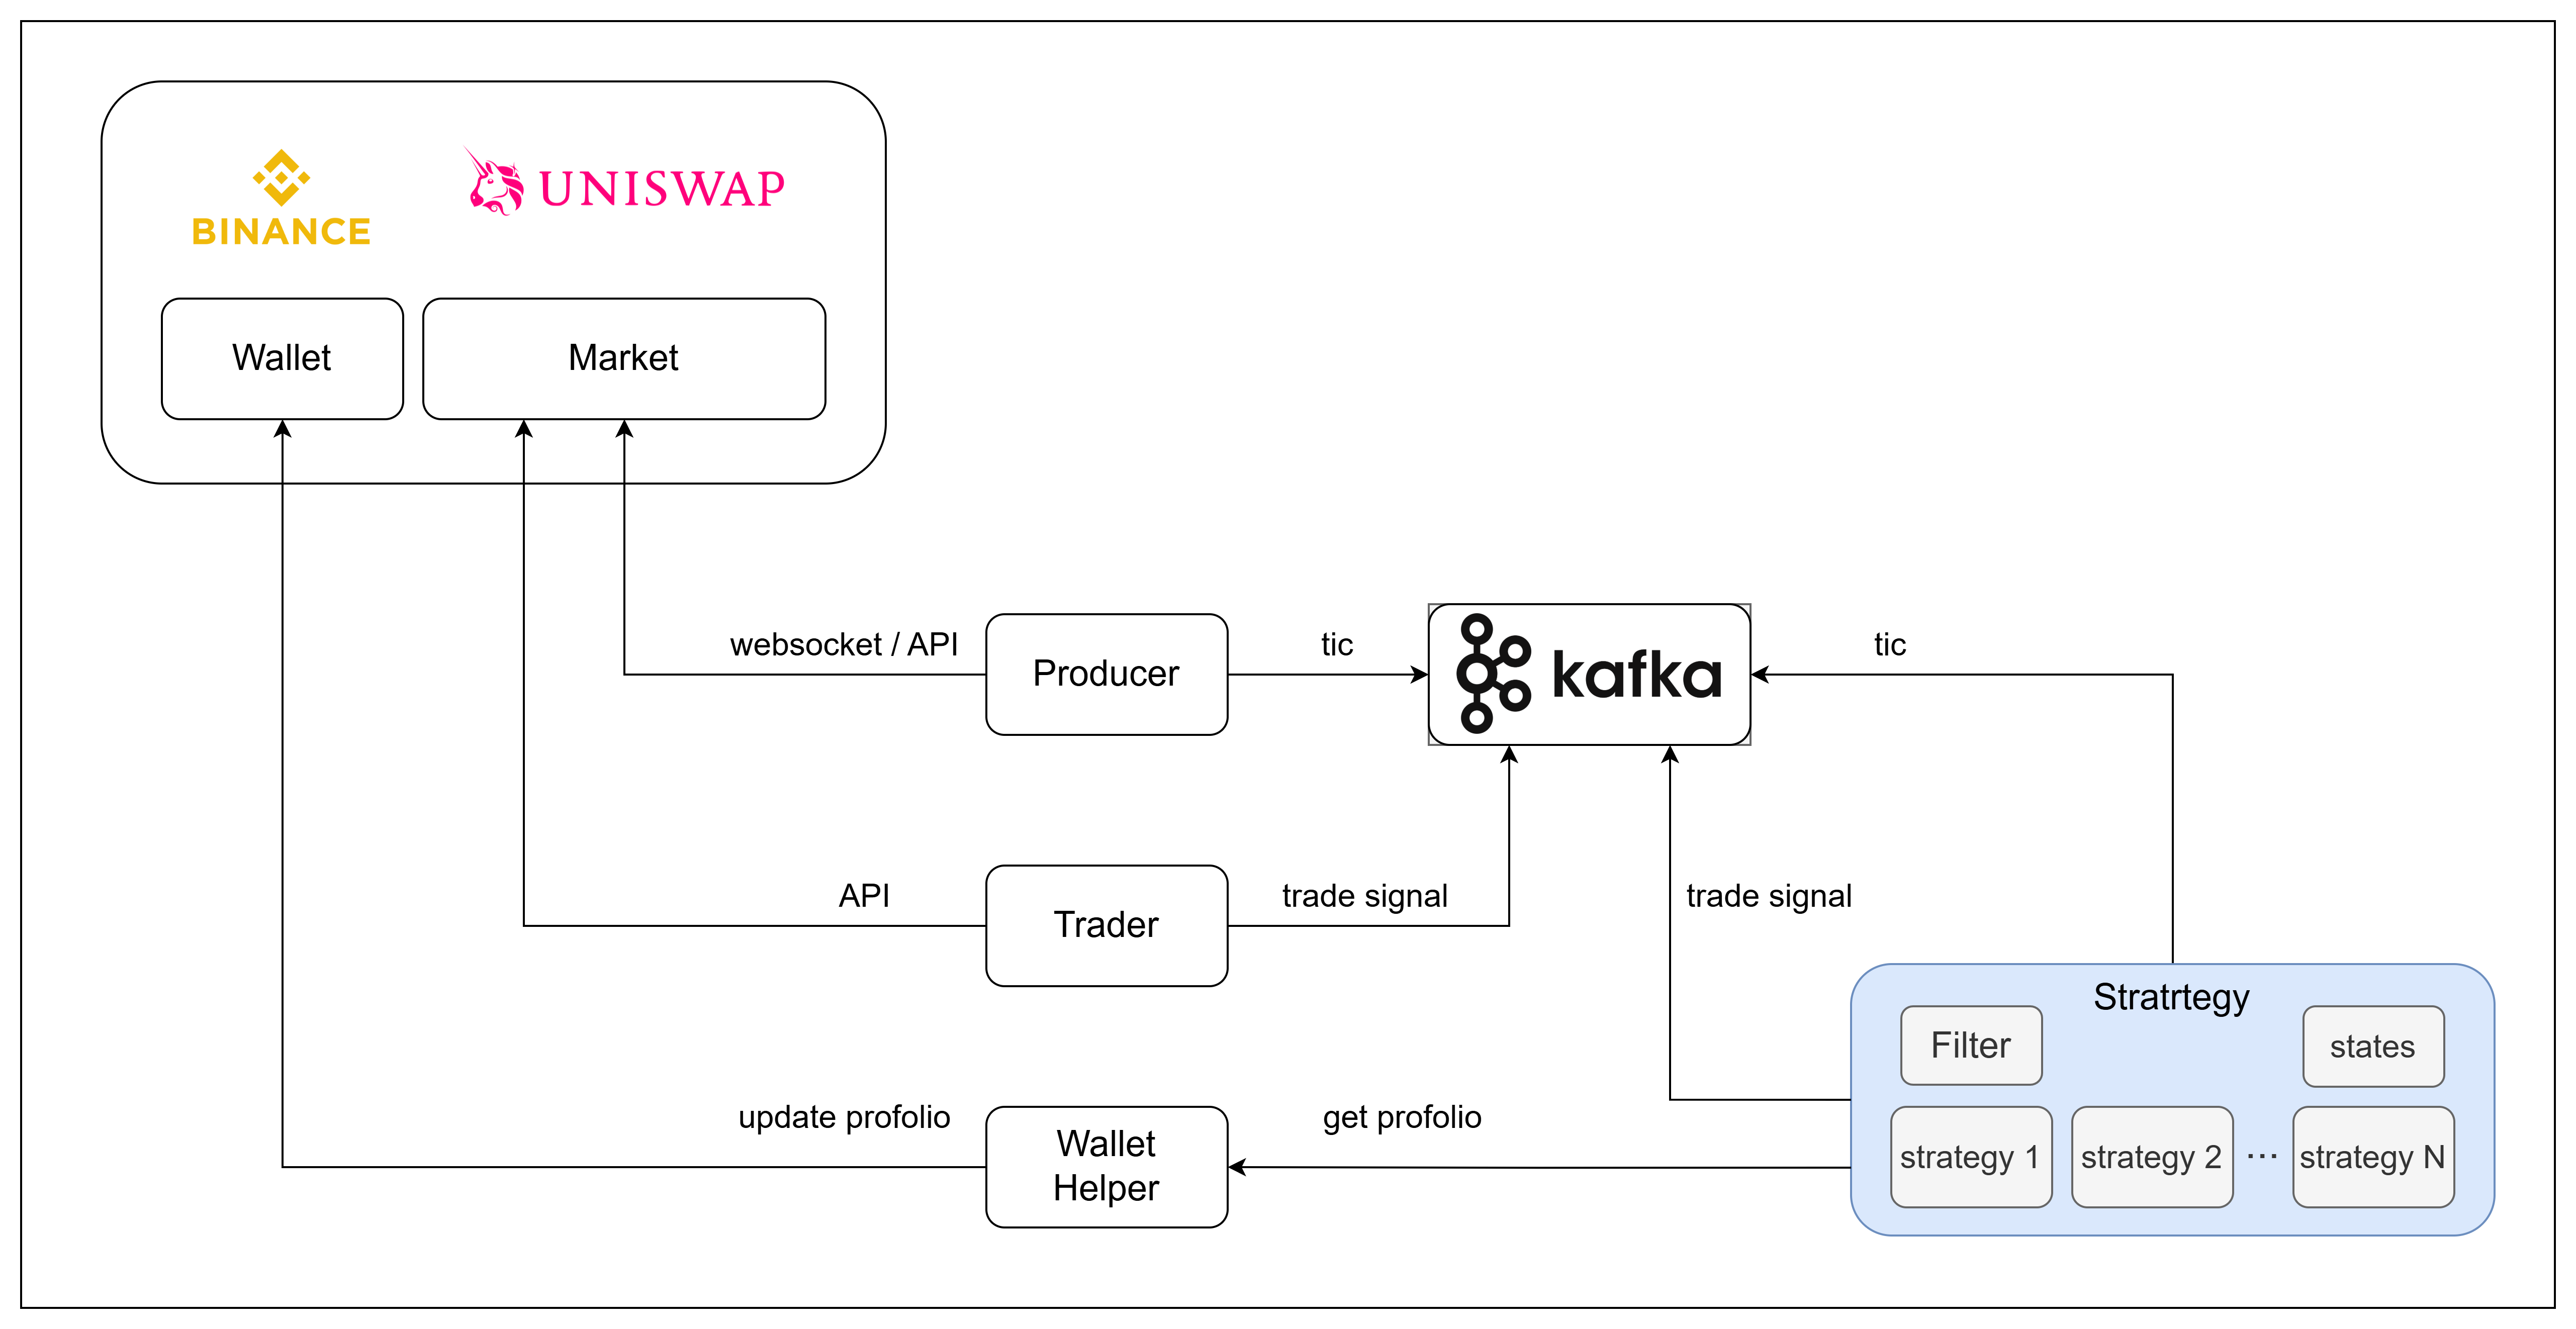 BINANCE
UNISWAP
Wallet
Market
websocket / API
Producer
tic
kafka
tic
API
Trader
trade signal
trade signal
Stratrtegy
Filter
states
update profolio
Wallet
Helper
get profolio
strategy 1
strategy 2
...
strategy N